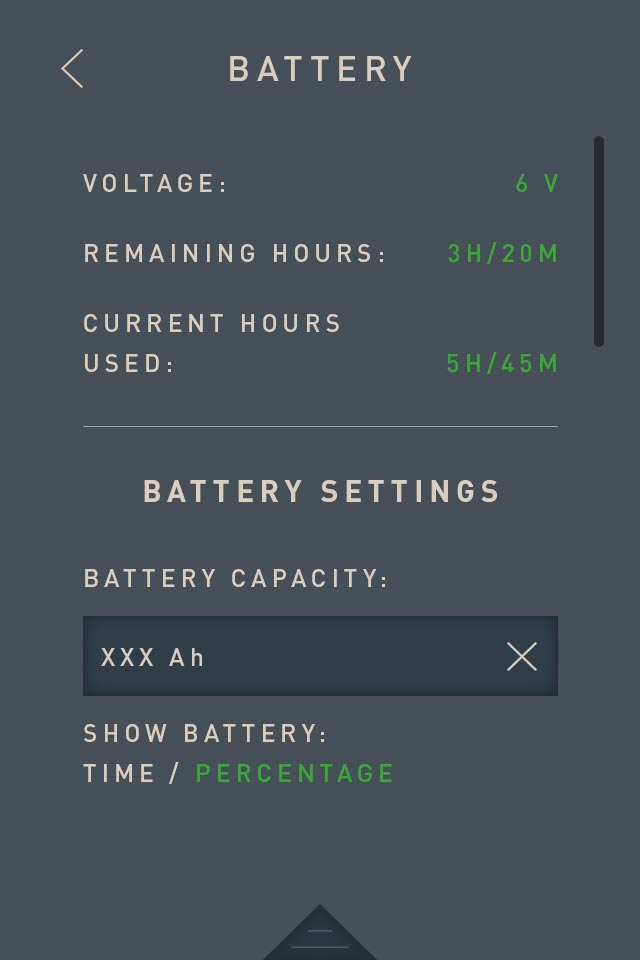 BATTERY
VOLTAGE: 6 V
REMAINING HOURS: 3H/20M
CURRENT HOURS
USED: 5H/45M
BATTERY SETTINGS
BATTERY CAPACITY:
XXX Ah
SHOW BATTERY:
TIME / PERCENTAGE